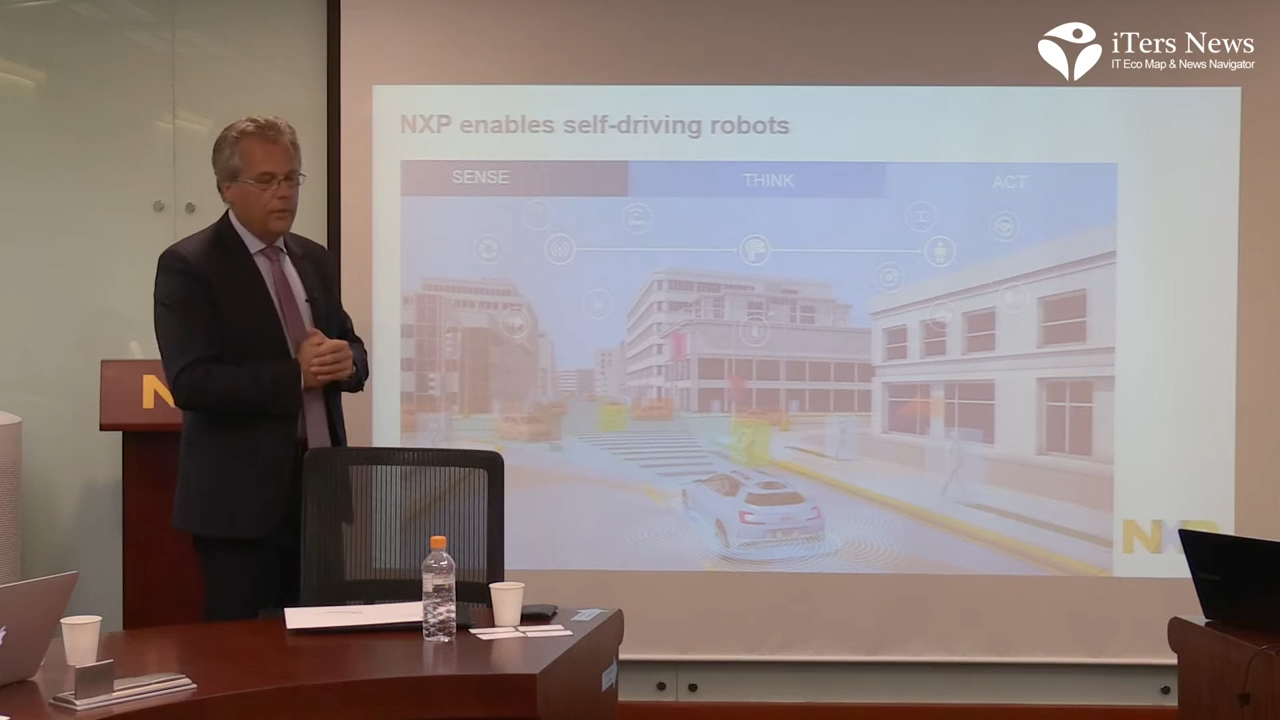 iTers News
IT Eco Map & News Navigator
NXP enables self-driving robots
SENSE
THINK
ACT
N
NXP